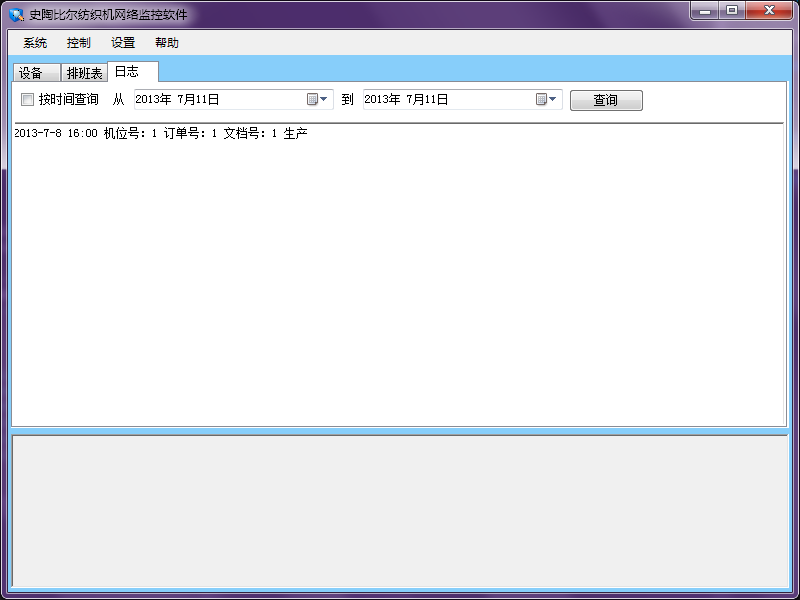 史陶比尔纺织机网络监控软件
系统 控制 设置 帮助
设备 排班表 日志
按时间查询 从 2013年 7月11日 到 2013年 7月11日 查询
2013-7-8 16:00 机位号: 1 订单号: 1 文档号: 1 生产